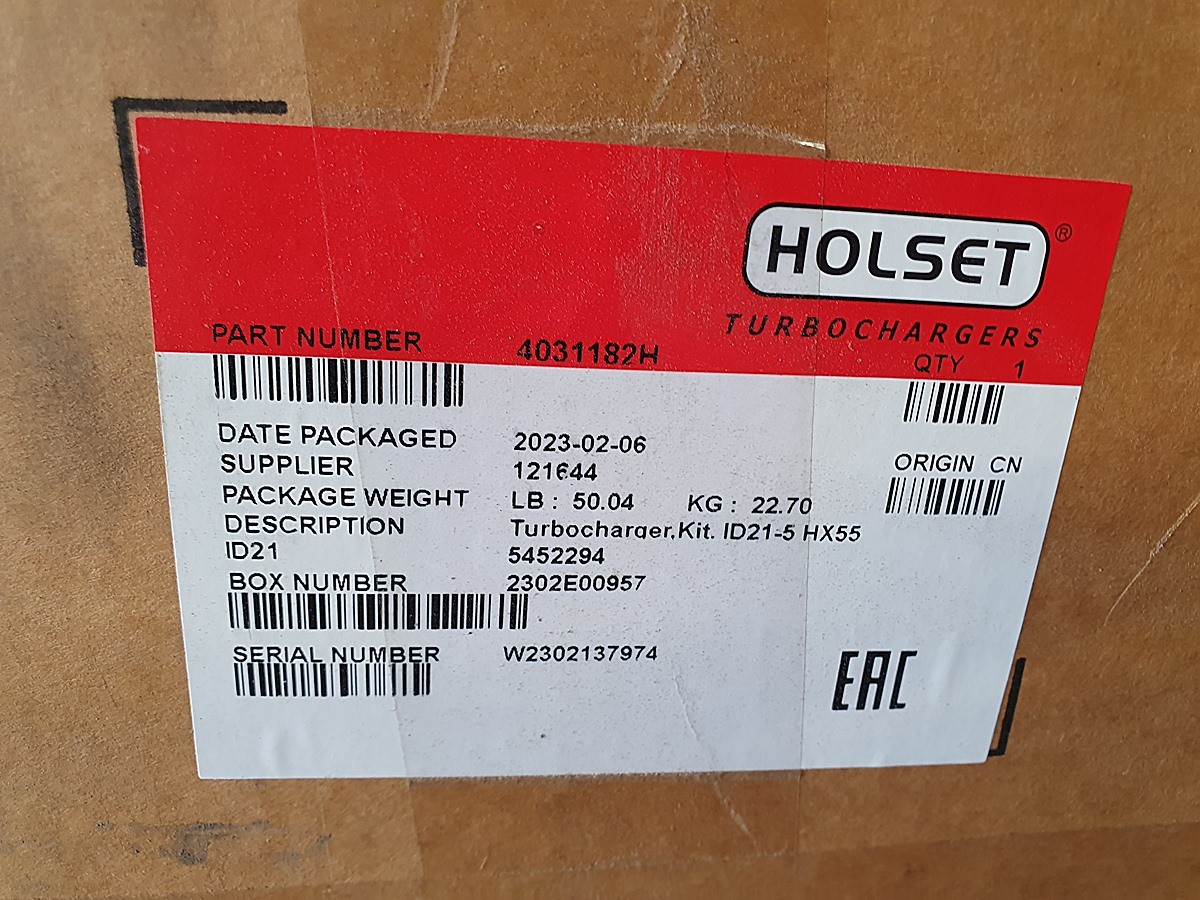 HOLSET®
TURBOCHARGERS
PART NUMBER 4031182H QTY 1
DATE PACKAGED 2023-02-06
SUPPLIER 121644 ORIGIN CN
PACKAGE WEIGHT LB : 50.04 KG : 22.70
DESCRIPTION Turbocharger,Kit. ID21-5 HX55
ID21 5452294
BOX NUMBER 2302E00957
SERIAL NUMBER W2302137974
EAC